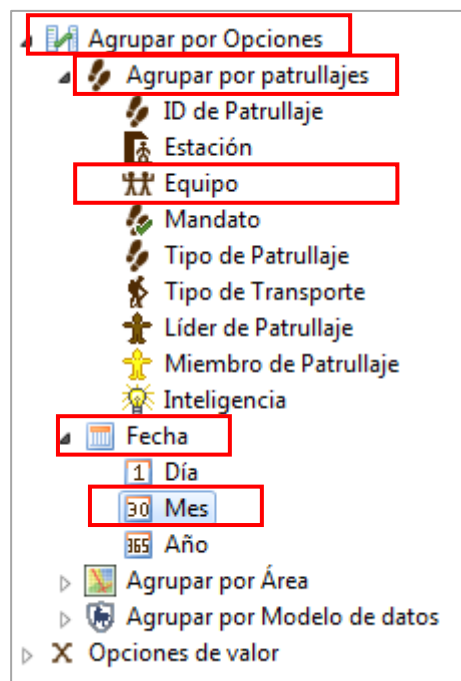 Agrupar por Opciones
Agrupar por patrullajes
ID de Patrullaje
Estación
Equipo
Mandato
Tipo de Patrullaje
Tipo de Transporte
Líder de Patrullaje
Miembro de Patrullaje
Inteligencia
Fecha
1 Día
30 Mes
365 Año
Agrupar por Área
Agrupar por Modelo de datos
Opciones de valor